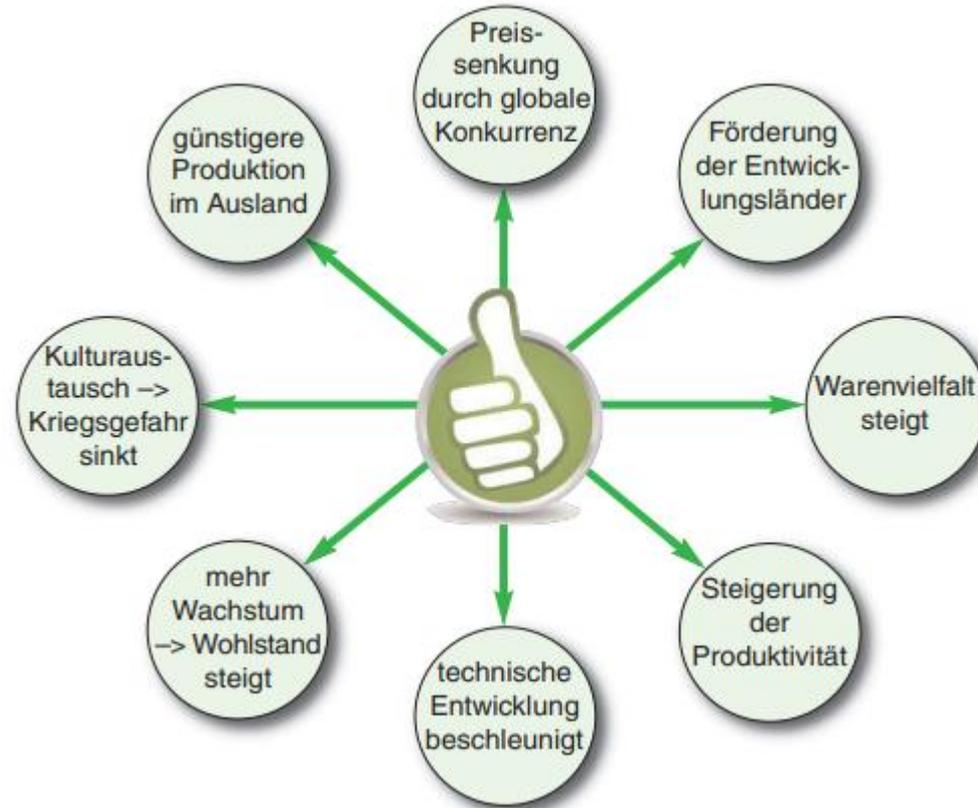 Preis-
senkung
durch globale
Konkurrenz
Förderung
der Entwick-
lungsländer
Warenvielfalt
steigt
Steigerung
der
Produktivität
technische
Entwicklung
beschleunigt
mehr
Wachstum
–> Wohlstand
steigt
Kulturaus-
tausch –>
Kriegsgefahr
sinkt
günstigere
Produktion
im Ausland